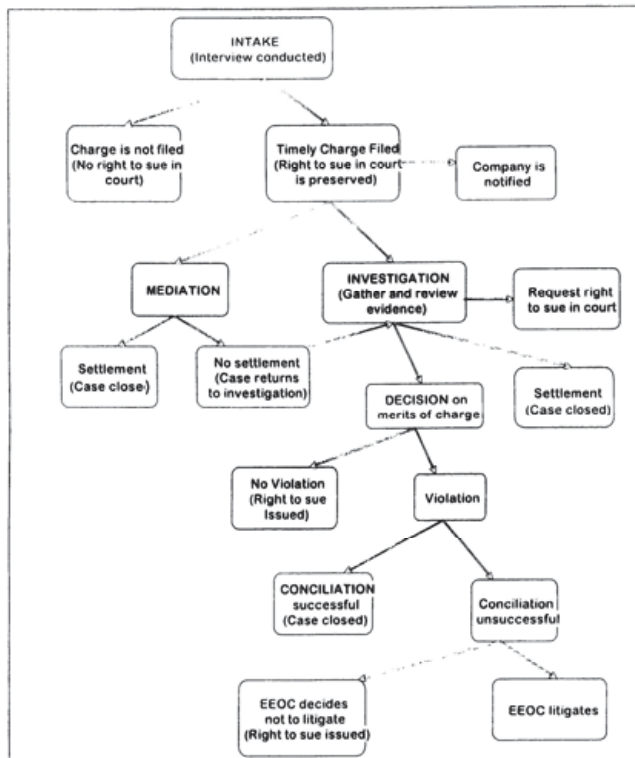 INTAKE
(Interview conducted)
Charge is not filed
(No right to sue in
court)
Timely Charge Filed
(Right to sue in court
is preserved)
Company is
notified
MEDIATION
INVESTIGATION
(Gather and review
evidence)
Request right
to sue in court
Settlement
(Case close
No settlement
(Case returns
to investigation)
DECISION on
merits of charge
Settlement
(Case closed)
No Violation
(Right to sue
Issued)
Violation
CONCILIATION
successful
(Case closed)
Conciliation
unsuccessful
EEOC decides
not to litigate
(Right to sue issued)
EEOC litigates